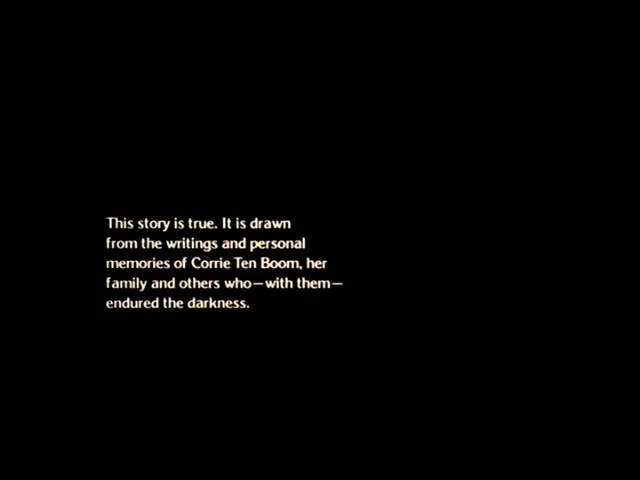 This story is true. It is drawn
from the writings and personal
memories of Corrie Ten Boom, her
family and others who—with them—
endured the darkness.